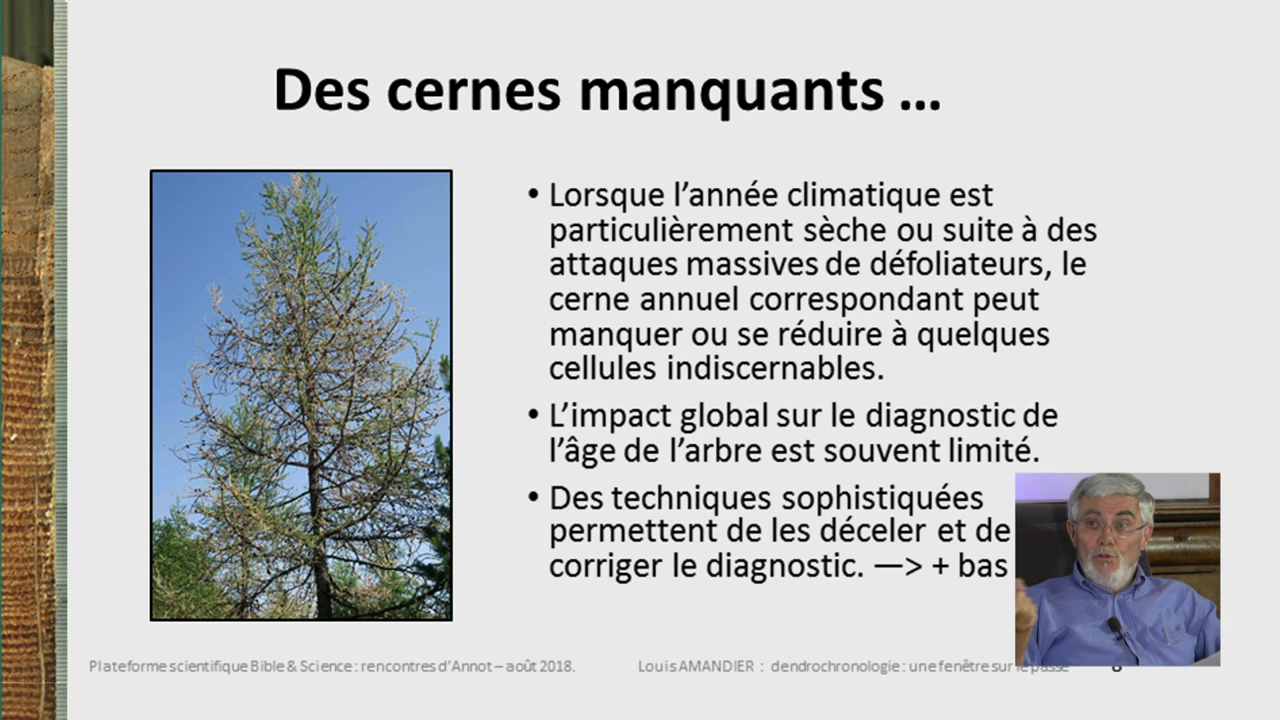 Des cernes manquants ...
• Lorsque l’année climatique est
particulièrement sèche ou suite à des
attaques massives de défoliateurs, le
cerne annuel correspondant peut
manquer ou se réduire à quelques
cellules indiscernables.
• L’impact global sur le diagnostic de
l’âge de l’arbre est souvent limité.
• Des techniques sophistiquées
permettent de les déceler et de
corriger le diagnostic. —> + bas
Plateforme scientifique Bible & Science : rencontres d’Annot – août 2018.
Louis AMANDIER : dendrochronologie : une fenêtre sur le passé